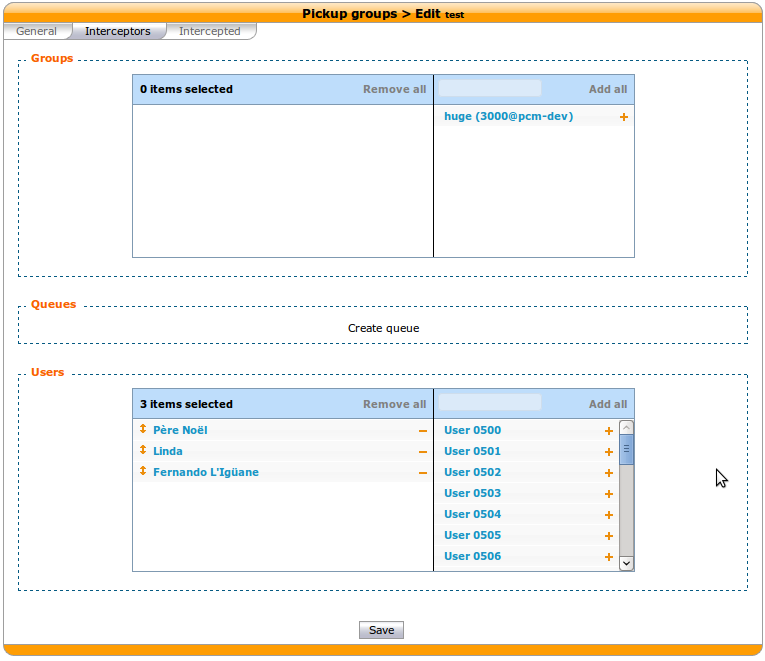 Pickup groups > Edit test
General Interceptors Intercepted
Groups
0 items selected Remove all Add all
huge (3000@pcm-dev)
Queues
Create queue
Users
3 items selected Remove all Add all
Père Noël User 0500
Linda User 0501
Fernando L'Igüane User 0502
User 0503
User 0504
User 0505
User 0506
Save